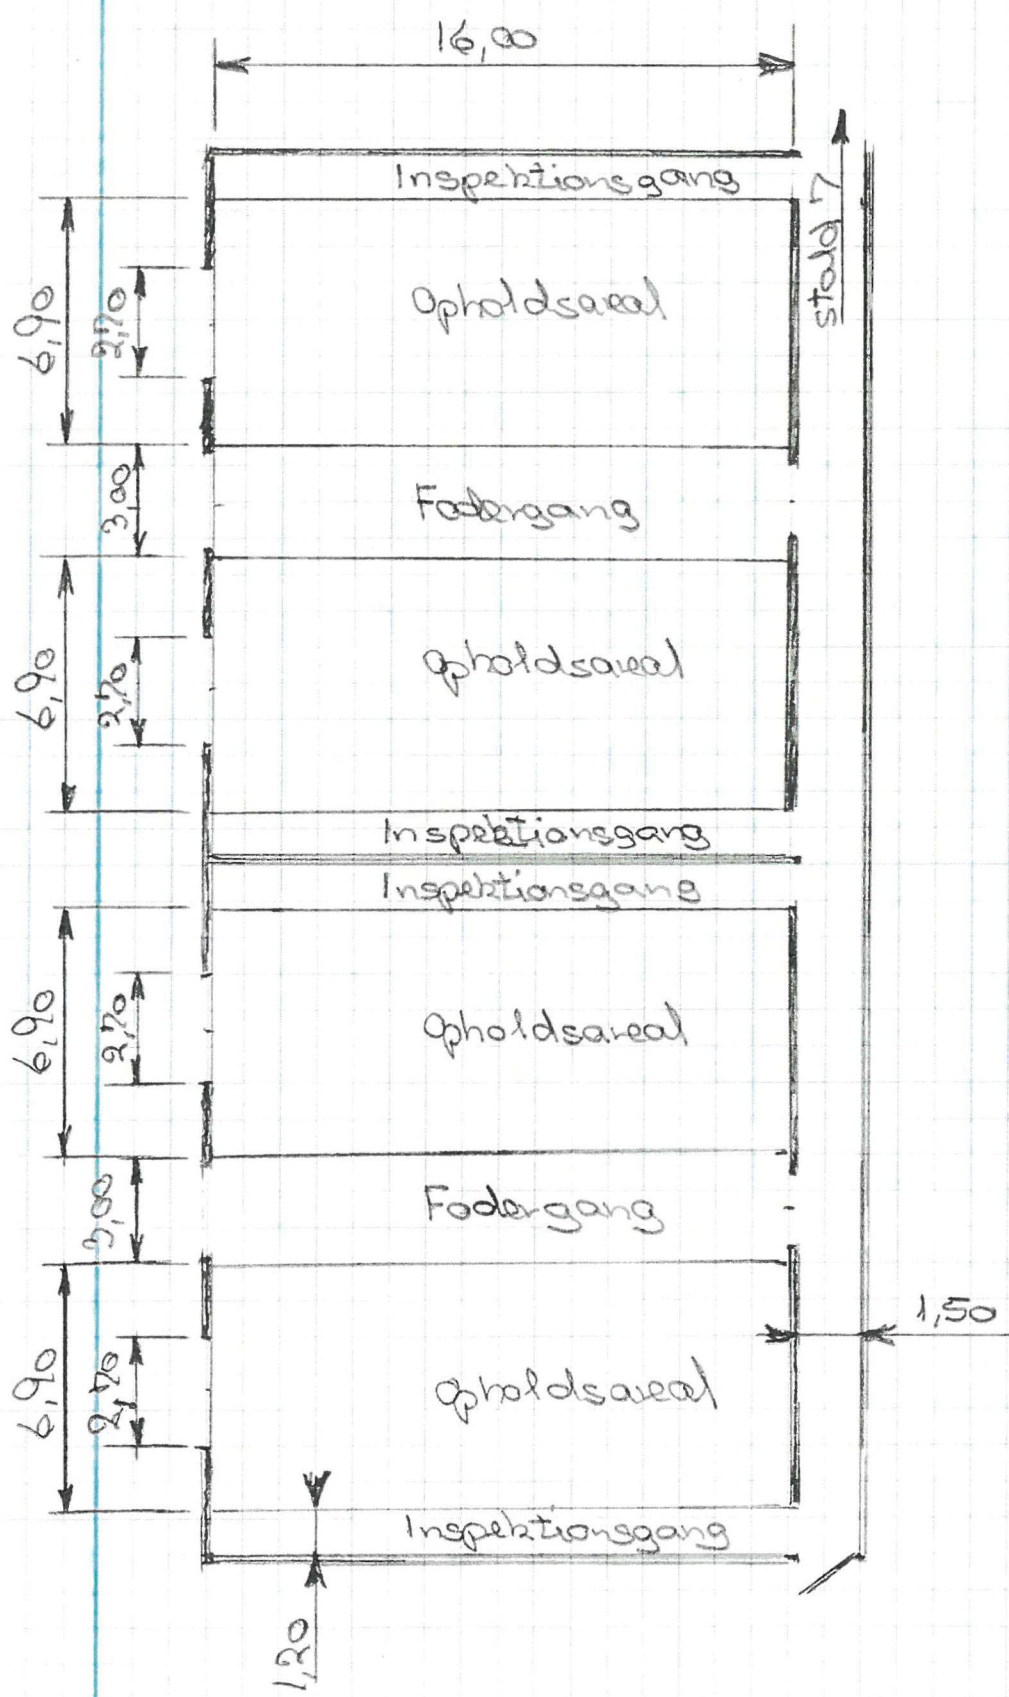 16,00
Inspektionsgang
stald 7
6,90
2,70
Opholdsareal
3,00
Fodergang
6,90
2,70
Opholdsareal
Inspektionsgang
Inspektionsgang
6,90
2,70
Opholdsareal
3,00
Fodergang
1,50
6,90
2,70
Opholdsareal
Inspektionsgang
1,20